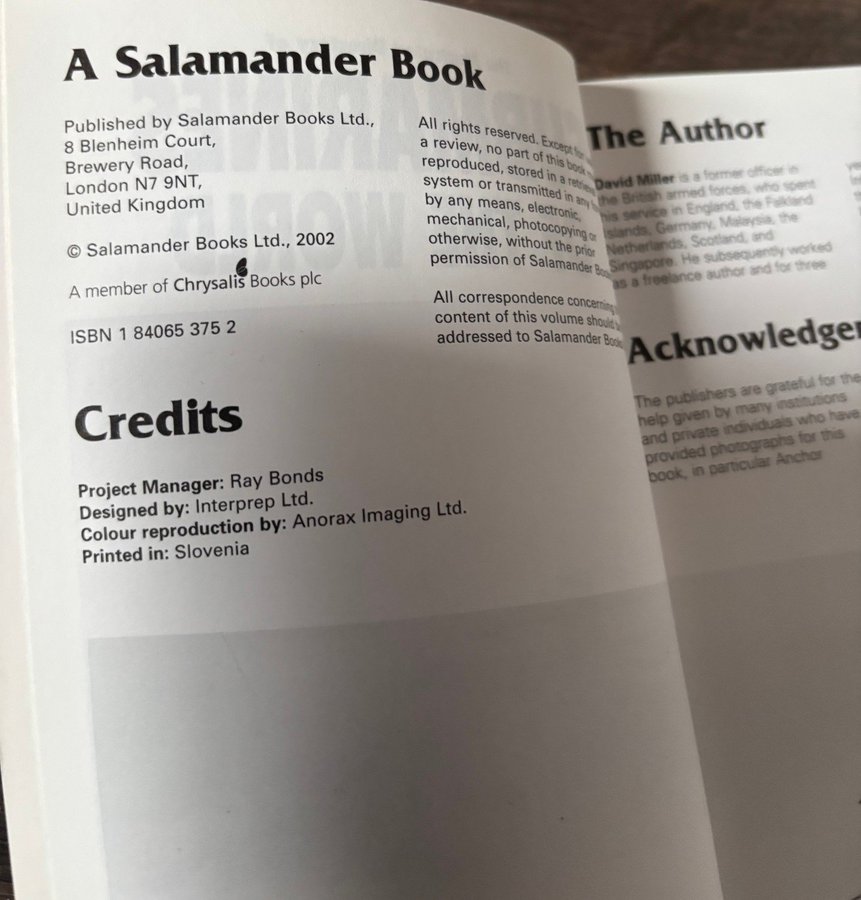 A Salamander Book
Published by Salamander Books Ltd.,
8 Blenheim Court,
Brewery Road,
London N7 9NT,
United Kingdom
© Salamander Books Ltd., 2002
A member of Chrysalis Books plc
ISBN 1 84065 375 2
All rights reserved. Except for
a review, no part of this book
reproduced, stored in a
system or transmitted in any
by any means, electronic,
mechanical, photocopying or
otherwise, without the prior
permission of Salamander
All correspondence concerning
content of this volume should
addressed to Salamander
Credits
Project Manager: Ray Bonds
Designed by: Interprep Ltd.
Colour reproduction by: Anorax Imaging Ltd.
Printed in: Slovenia
The Author
David Miller is a former officer in
the British armed forces, who spent
his service in England, the Falkland
Islands, Germany, Malaysia, the
Netherlands, Scotland, and
Singapore. He subsequently worked
as a freelance author and for three
The publishers are grateful for the
help given by many institutions
and private individuals who have
provided photographs for this
book, in particular Anchor